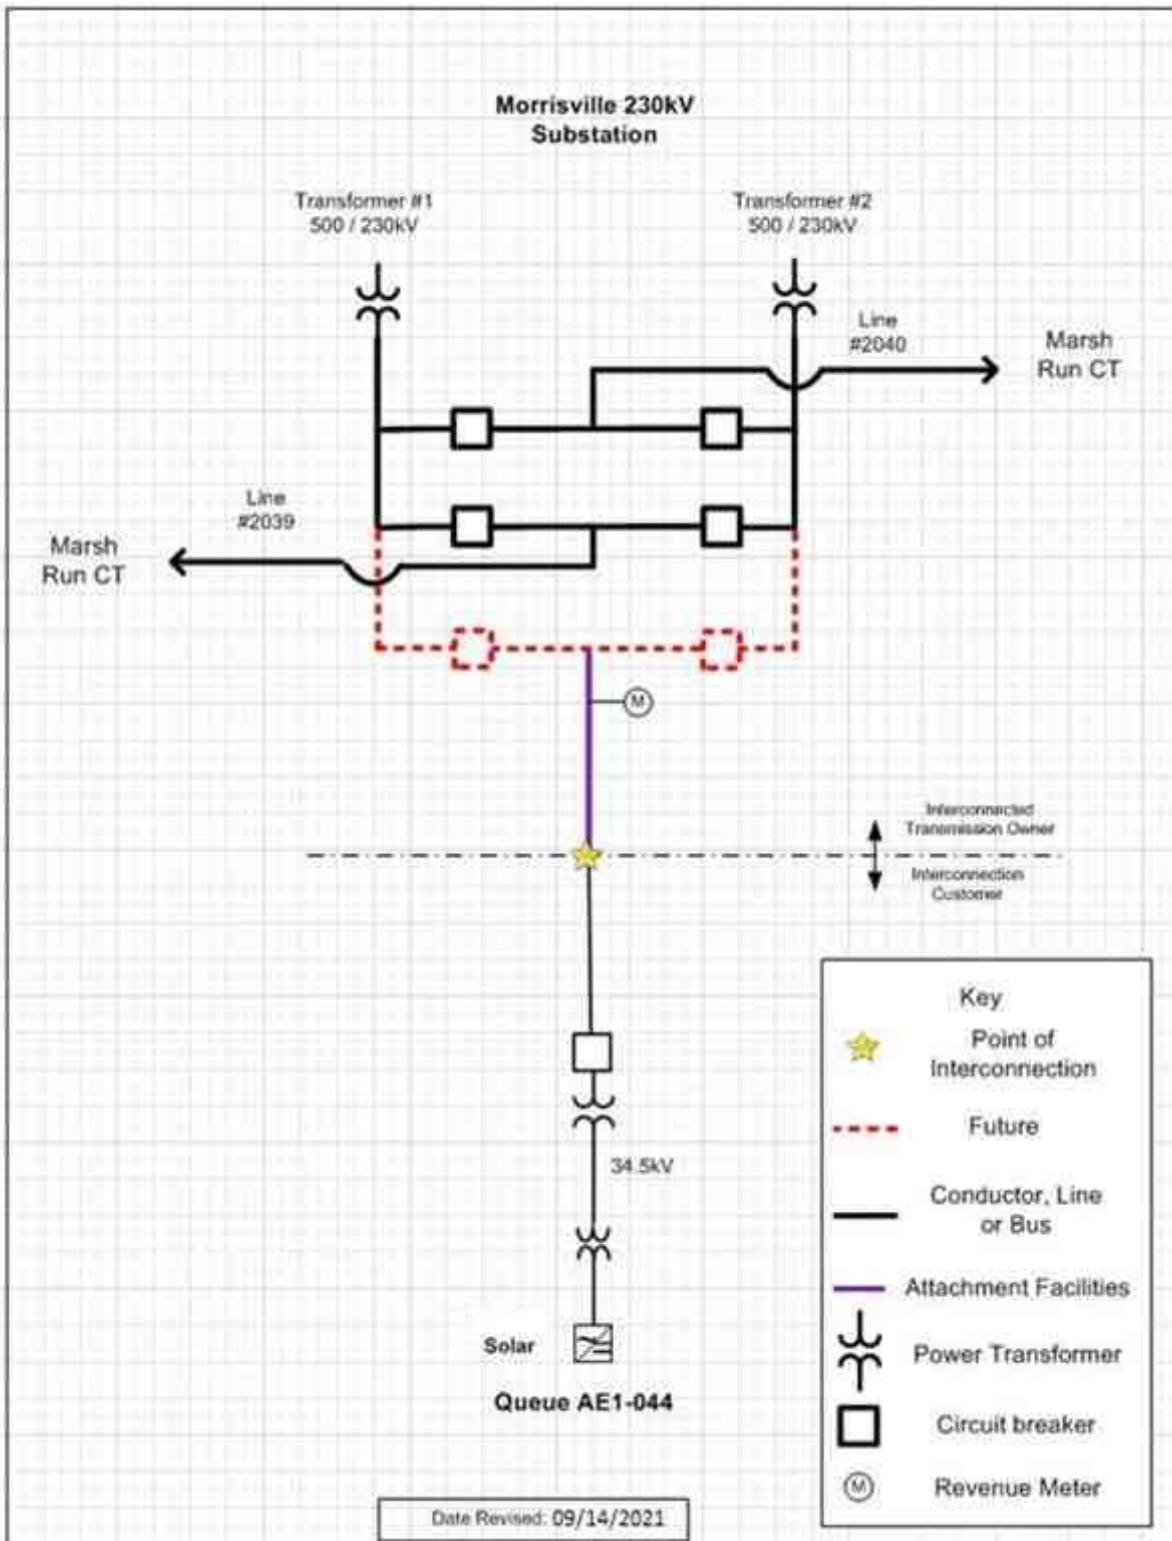 Morrisville 230kV
Substation
Transformer #1
500 / 230kV
Transformer #2
500 / 230kV
Line
#2040
Marsh
Run CT
Line
#2039
Marsh
Run CT
M
Interconnected
Transmission Owner
Interconnection
Customer
34.5kV
Solar
Queue AE1-044
Key
Point of
Interconnection
Future
Conductor, Line
or Bus
Attachment Facilities
Power Transformer
Circuit breaker
M
Revenue Meter
Date Revised: 09/14/2021